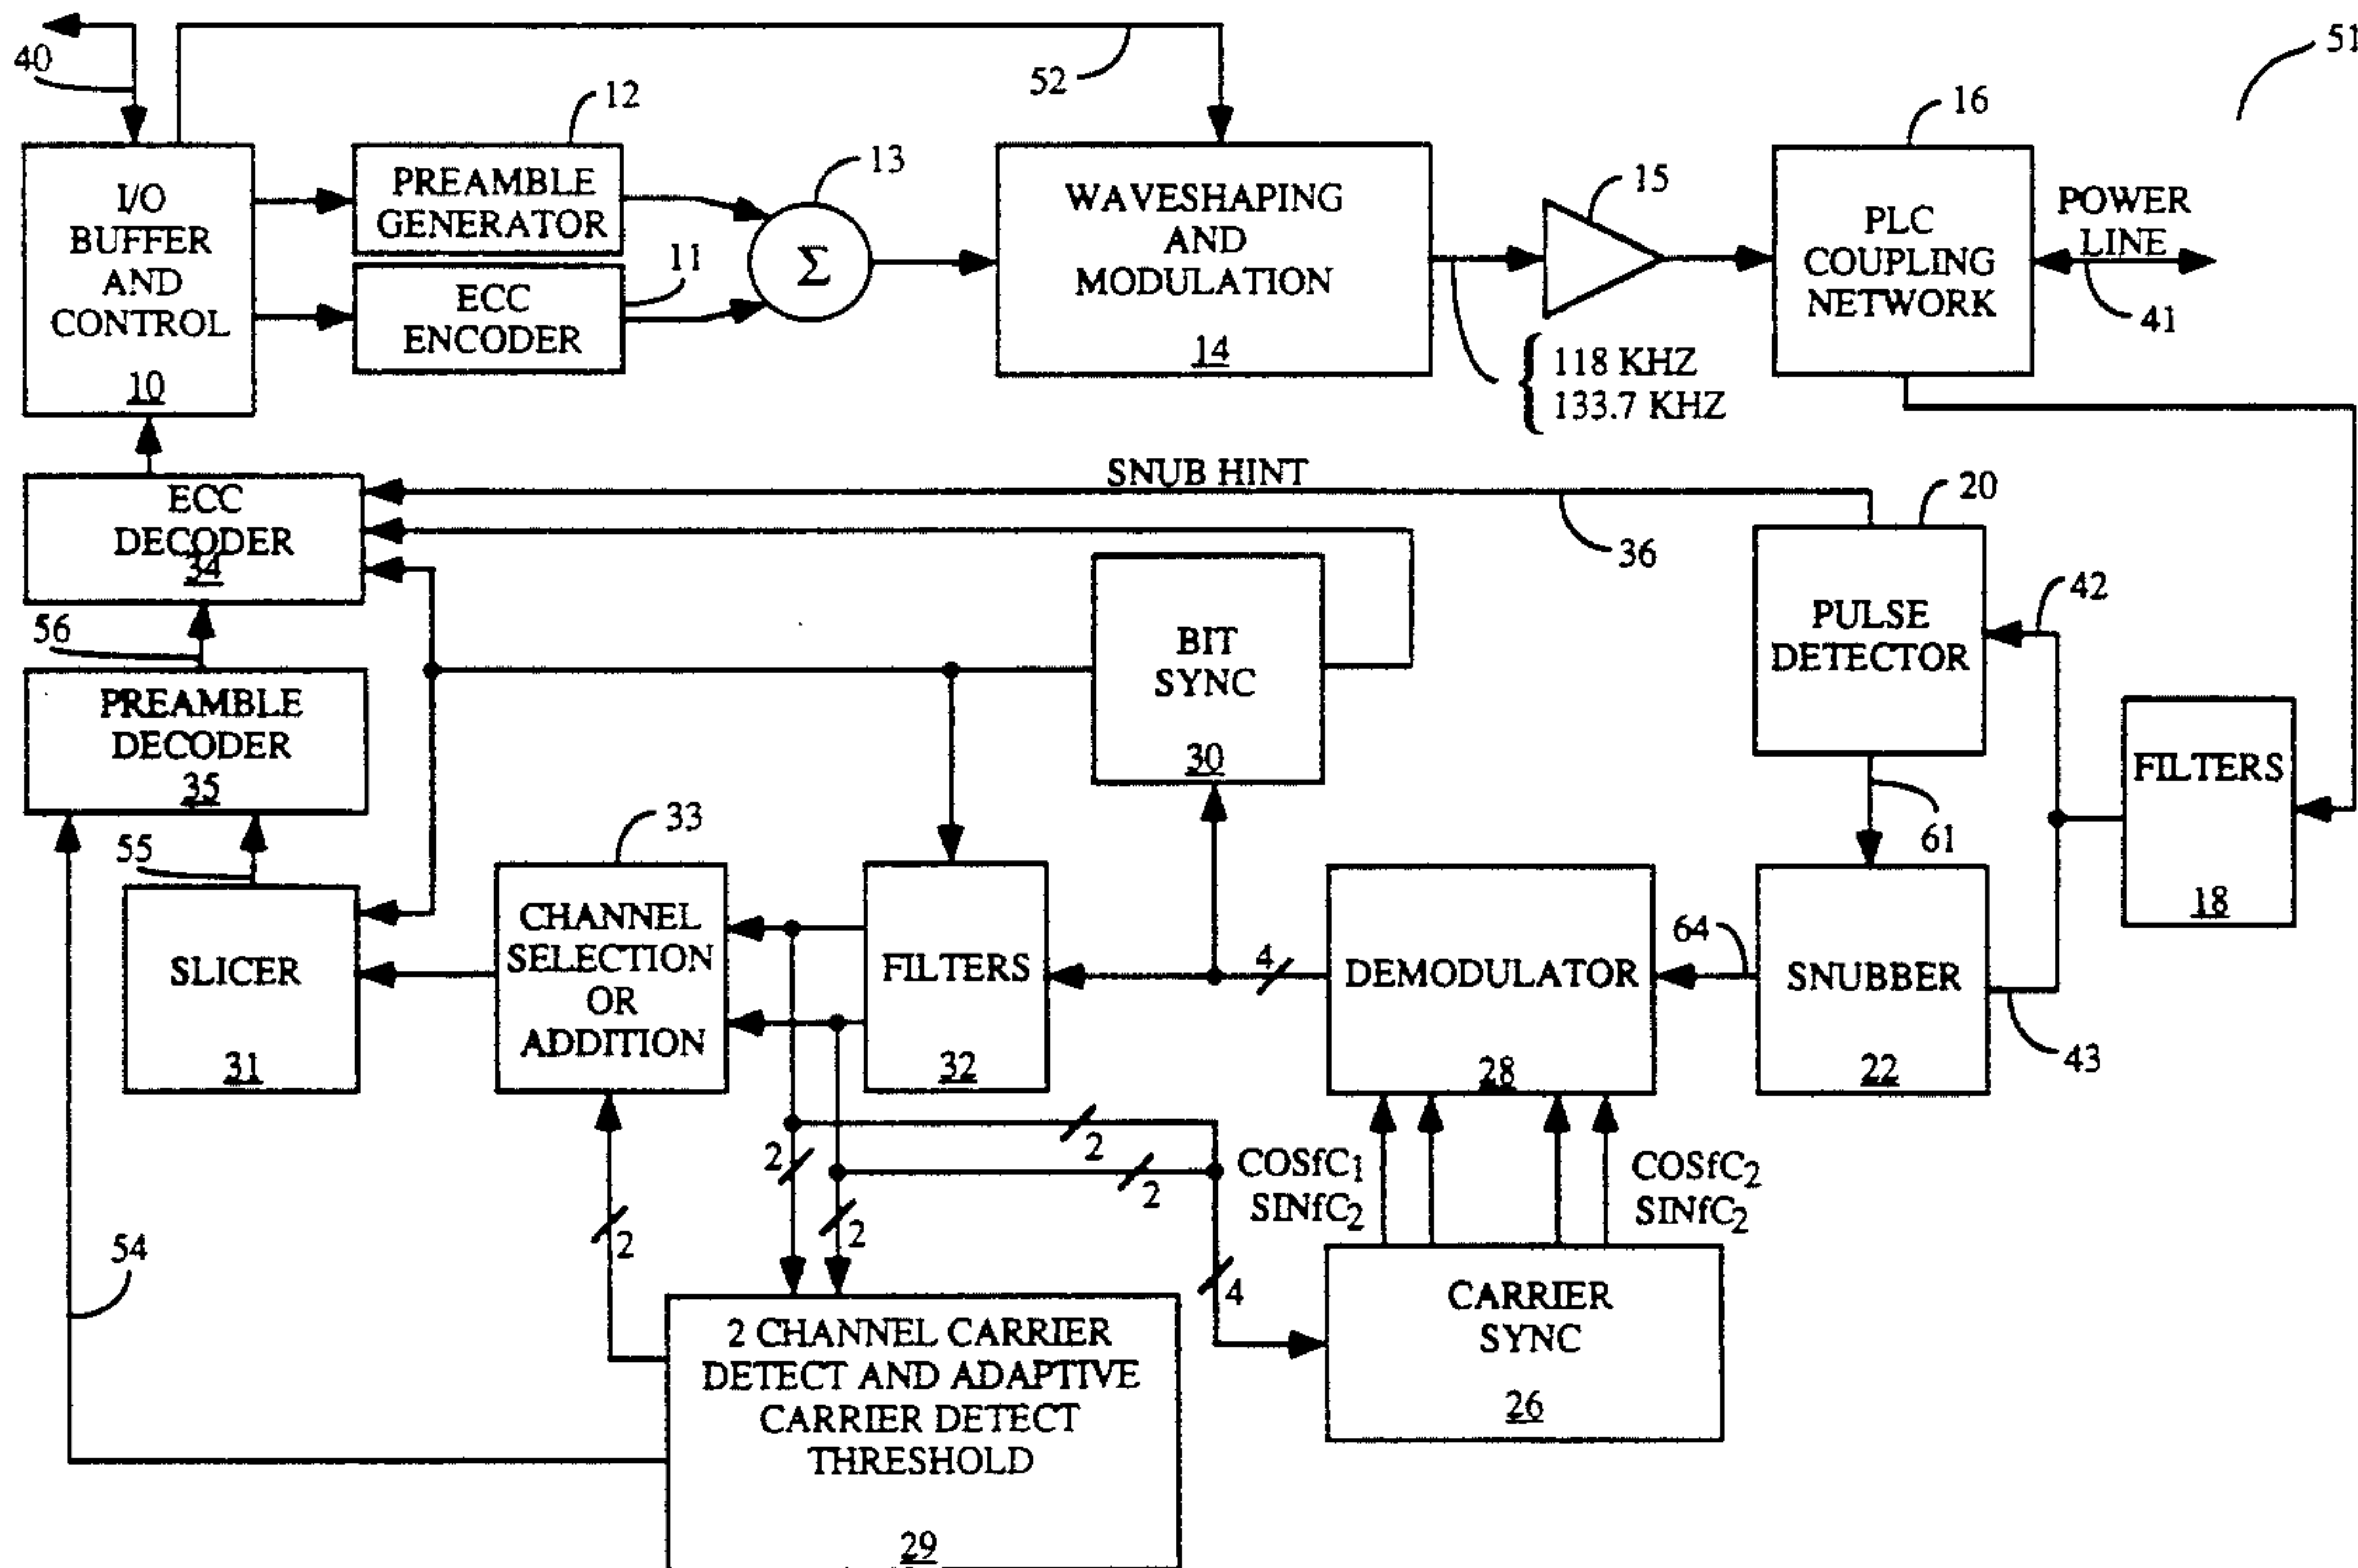 40
52
51
I/O
BUFFER
AND
CONTROL
10
12
PREAMBLE
GENERATOR
11
ECC
ENCODER
13
Σ
WAVESHAPING
AND
MODULATION
14
15
118 KHZ
133.7 KHZ
16
PLC
COUPLING
NETWORK
POWER
LINE
41
SNUB HINT
36
ECC
DECODER
34
56
PREAMBLE
DECODER
35
55
BIT
SYNC
30
20
PULSE
DETECTOR
42
61
FILTERS
18
33
SLICER
31
CHANNEL
SELECTION
OR
ADDITION
FILTERS
32
4
DEMODULATOR
28
64
SNUBBER
22
43
2
2
2
2
2
4
54
COSfC1
SINfC2
COSfC2
SINfC2
CARRIER
SYNC
26
2 CHANNEL CARRIER
DETECT AND ADAPTIVE
CARRIER DETECT
THRESHOLD
29